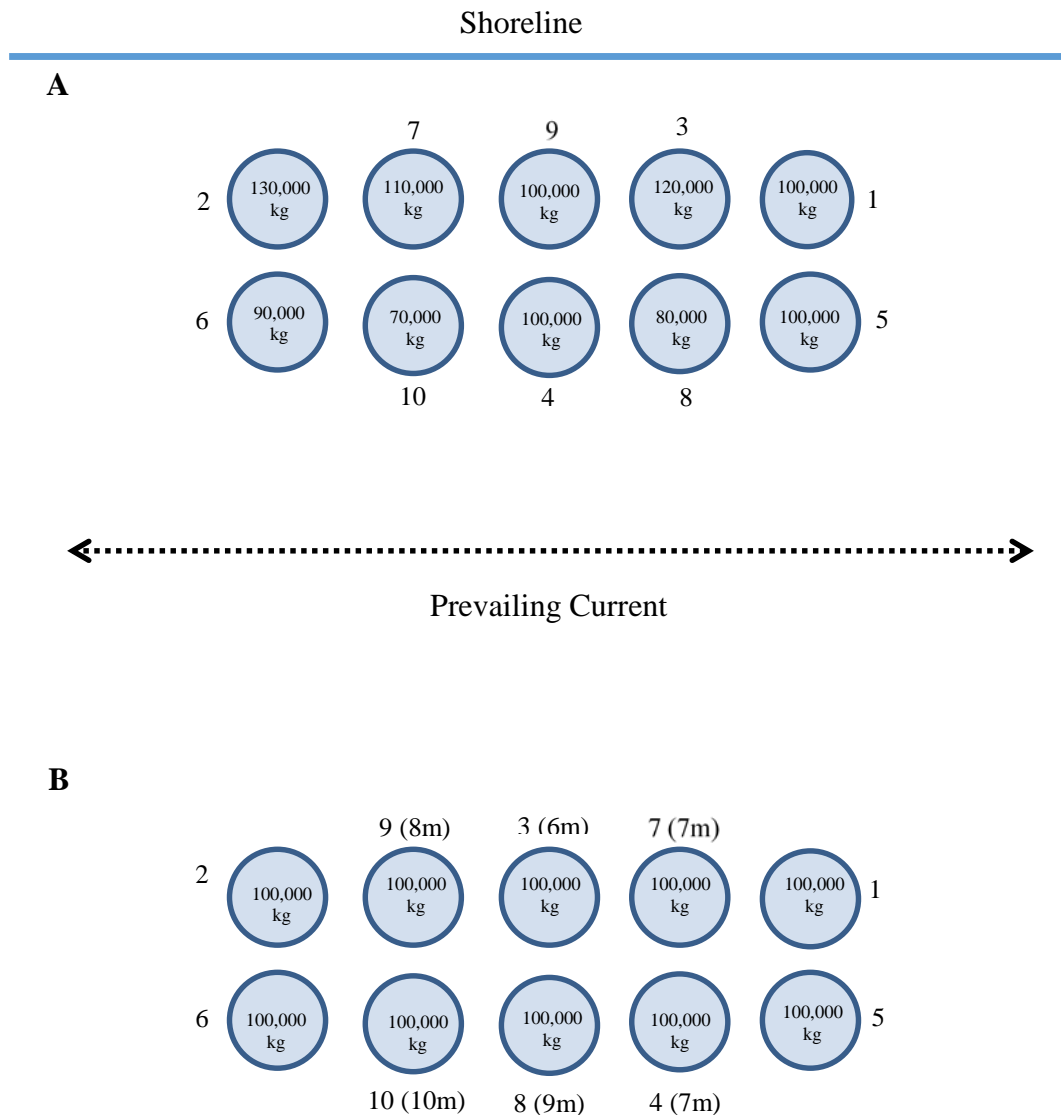 Shoreline
A
7 9 3
2 130,000 kg 110,000 kg 100,000 kg 120,000 kg 100,000 kg 1
6 90,000 kg 70,000 kg 100,000 kg 80,000 kg 100,000 kg 5
10 4 8
Prevailing Current
B
9 (8m) 3 (6m) 7 (7m)
2 100,000 kg 100,000 kg 100,000 kg 100,000 kg 100,000 kg 1
6 100,000 kg 100,000 kg 100,000 kg 100,000 kg 100,000 kg 5
10 (10m) 8 (9m) 4 (7m)